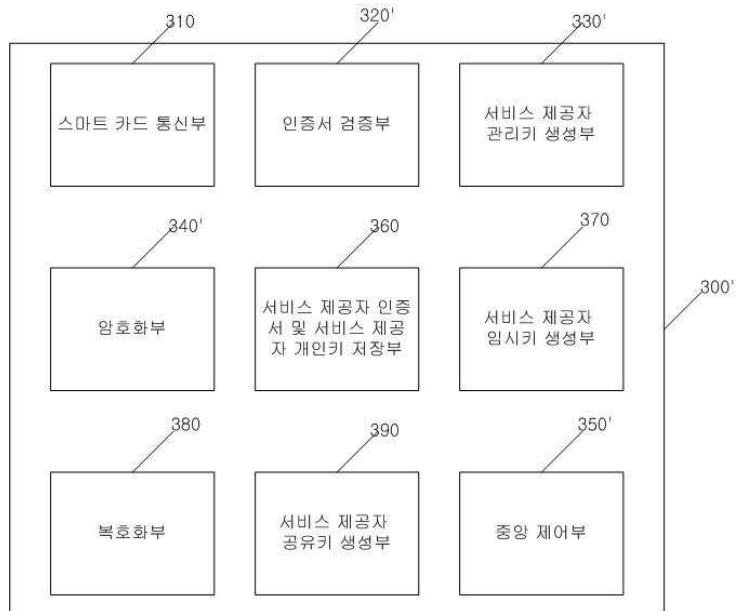 310
320'
330'
스마트 카드 통신부
인증서 검증부
서비스 제공자
관리키 생성부
340'
360
370
300'
암호화부
서비스 제공자 인증
서 및 서비스 제공
자 개인키 저장부
서비스 제공자
임시키 생성부
380
390
350'
복호화부
서비스 제공자
공유키 생성부
중앙 제어부